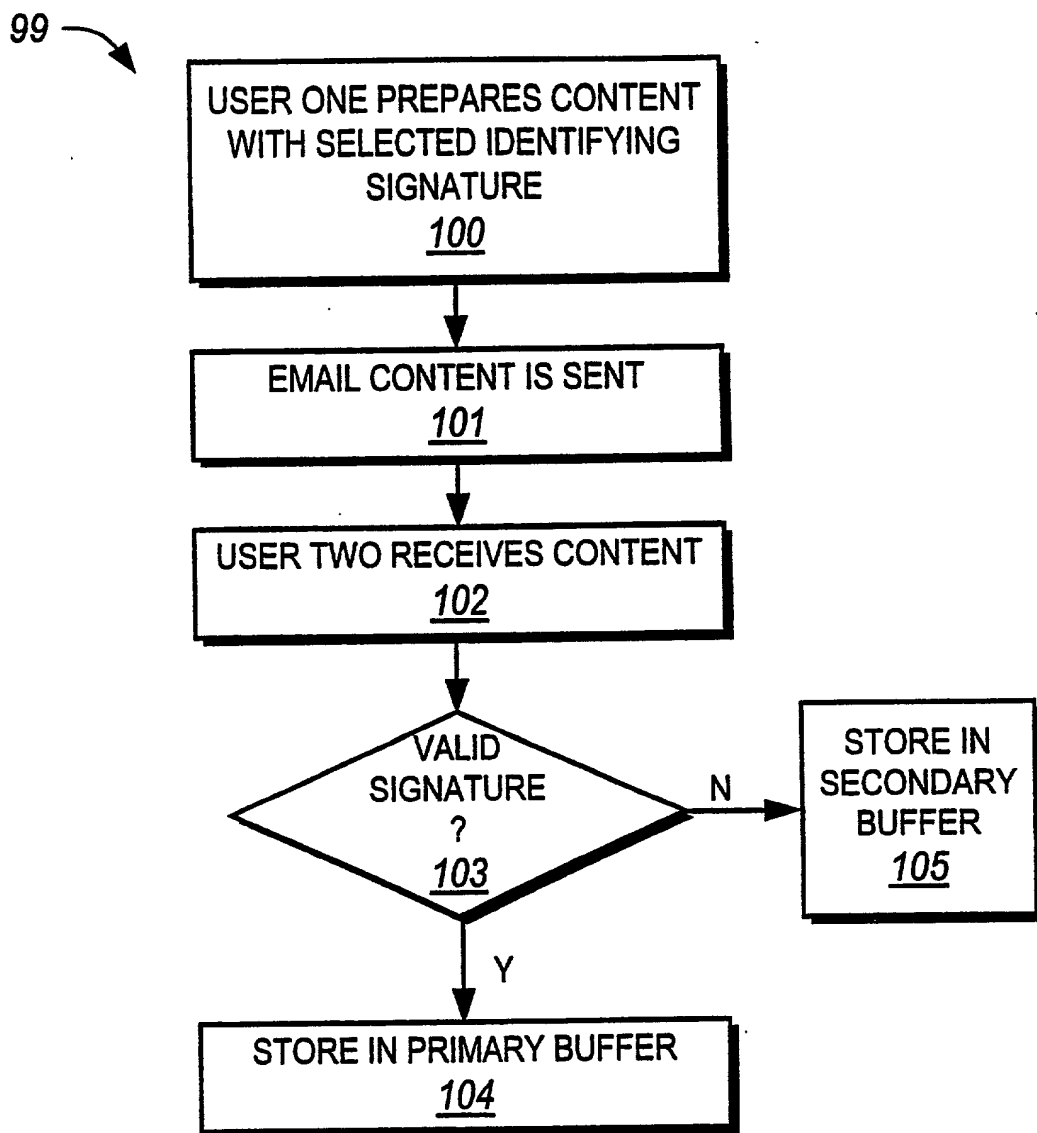 99
USER ONE PREPARES CONTENT
WITH SELECTED IDENTIFYING
SIGNATURE
100
EMAIL CONTENT IS SENT
101
USER TWO RECEIVES CONTENT
102
VALID
SIGNATURE
?
103
N
STORE IN
SECONDARY
BUFFER
105
Y
STORE IN PRIMARY BUFFER
104